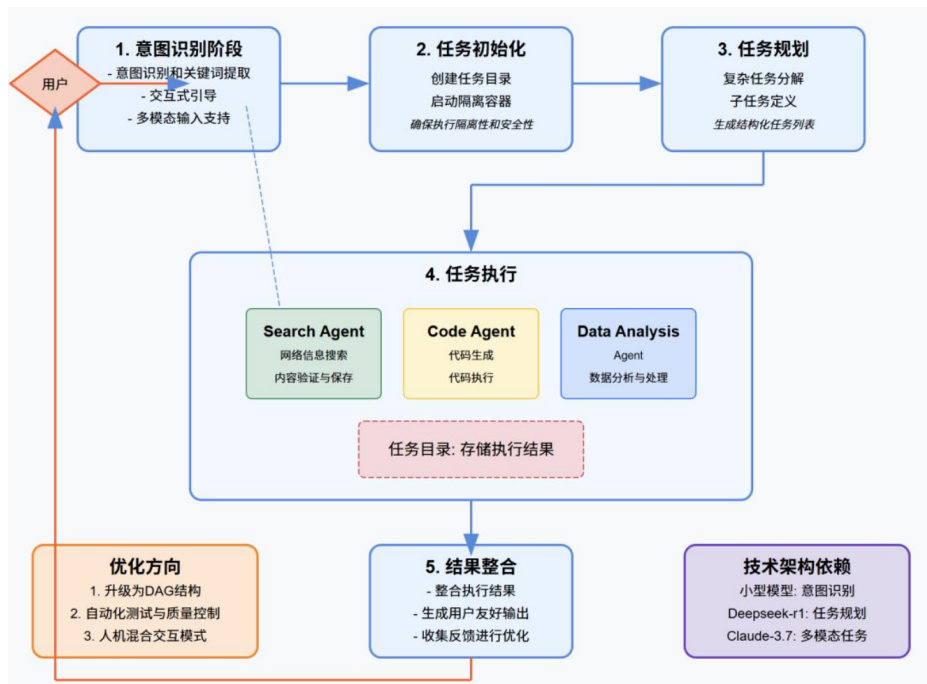 用户
1. 意图识别阶段
- 意图识别和关键词提取
- 交互式引导
- 多模态输入支持
2. 任务初始化
创建任务目录
启动隔离容器
确保执行隔离性和安全性
3. 任务规划
复杂任务分解
子任务定义
生成结构化任务列表
4. 任务执行
Search Agent
网络信息搜索
内容验证与保存
Code Agent
代码生成
代码执行
Data Analysis
Agent
数据分析与处理
任务目录: 存储执行结果
优化方向
1. 升级为DAG结构
2. 自动化测试与质量控制
3. 人机混合交互模式
5. 结果整合
- 整合执行结果
- 生成用户友好输出
- 收集反馈进行优化
技术架构依赖
小型模型: 意图识别
Deepseek-r1: 任务规划
Claude-3.7: 多模态任务